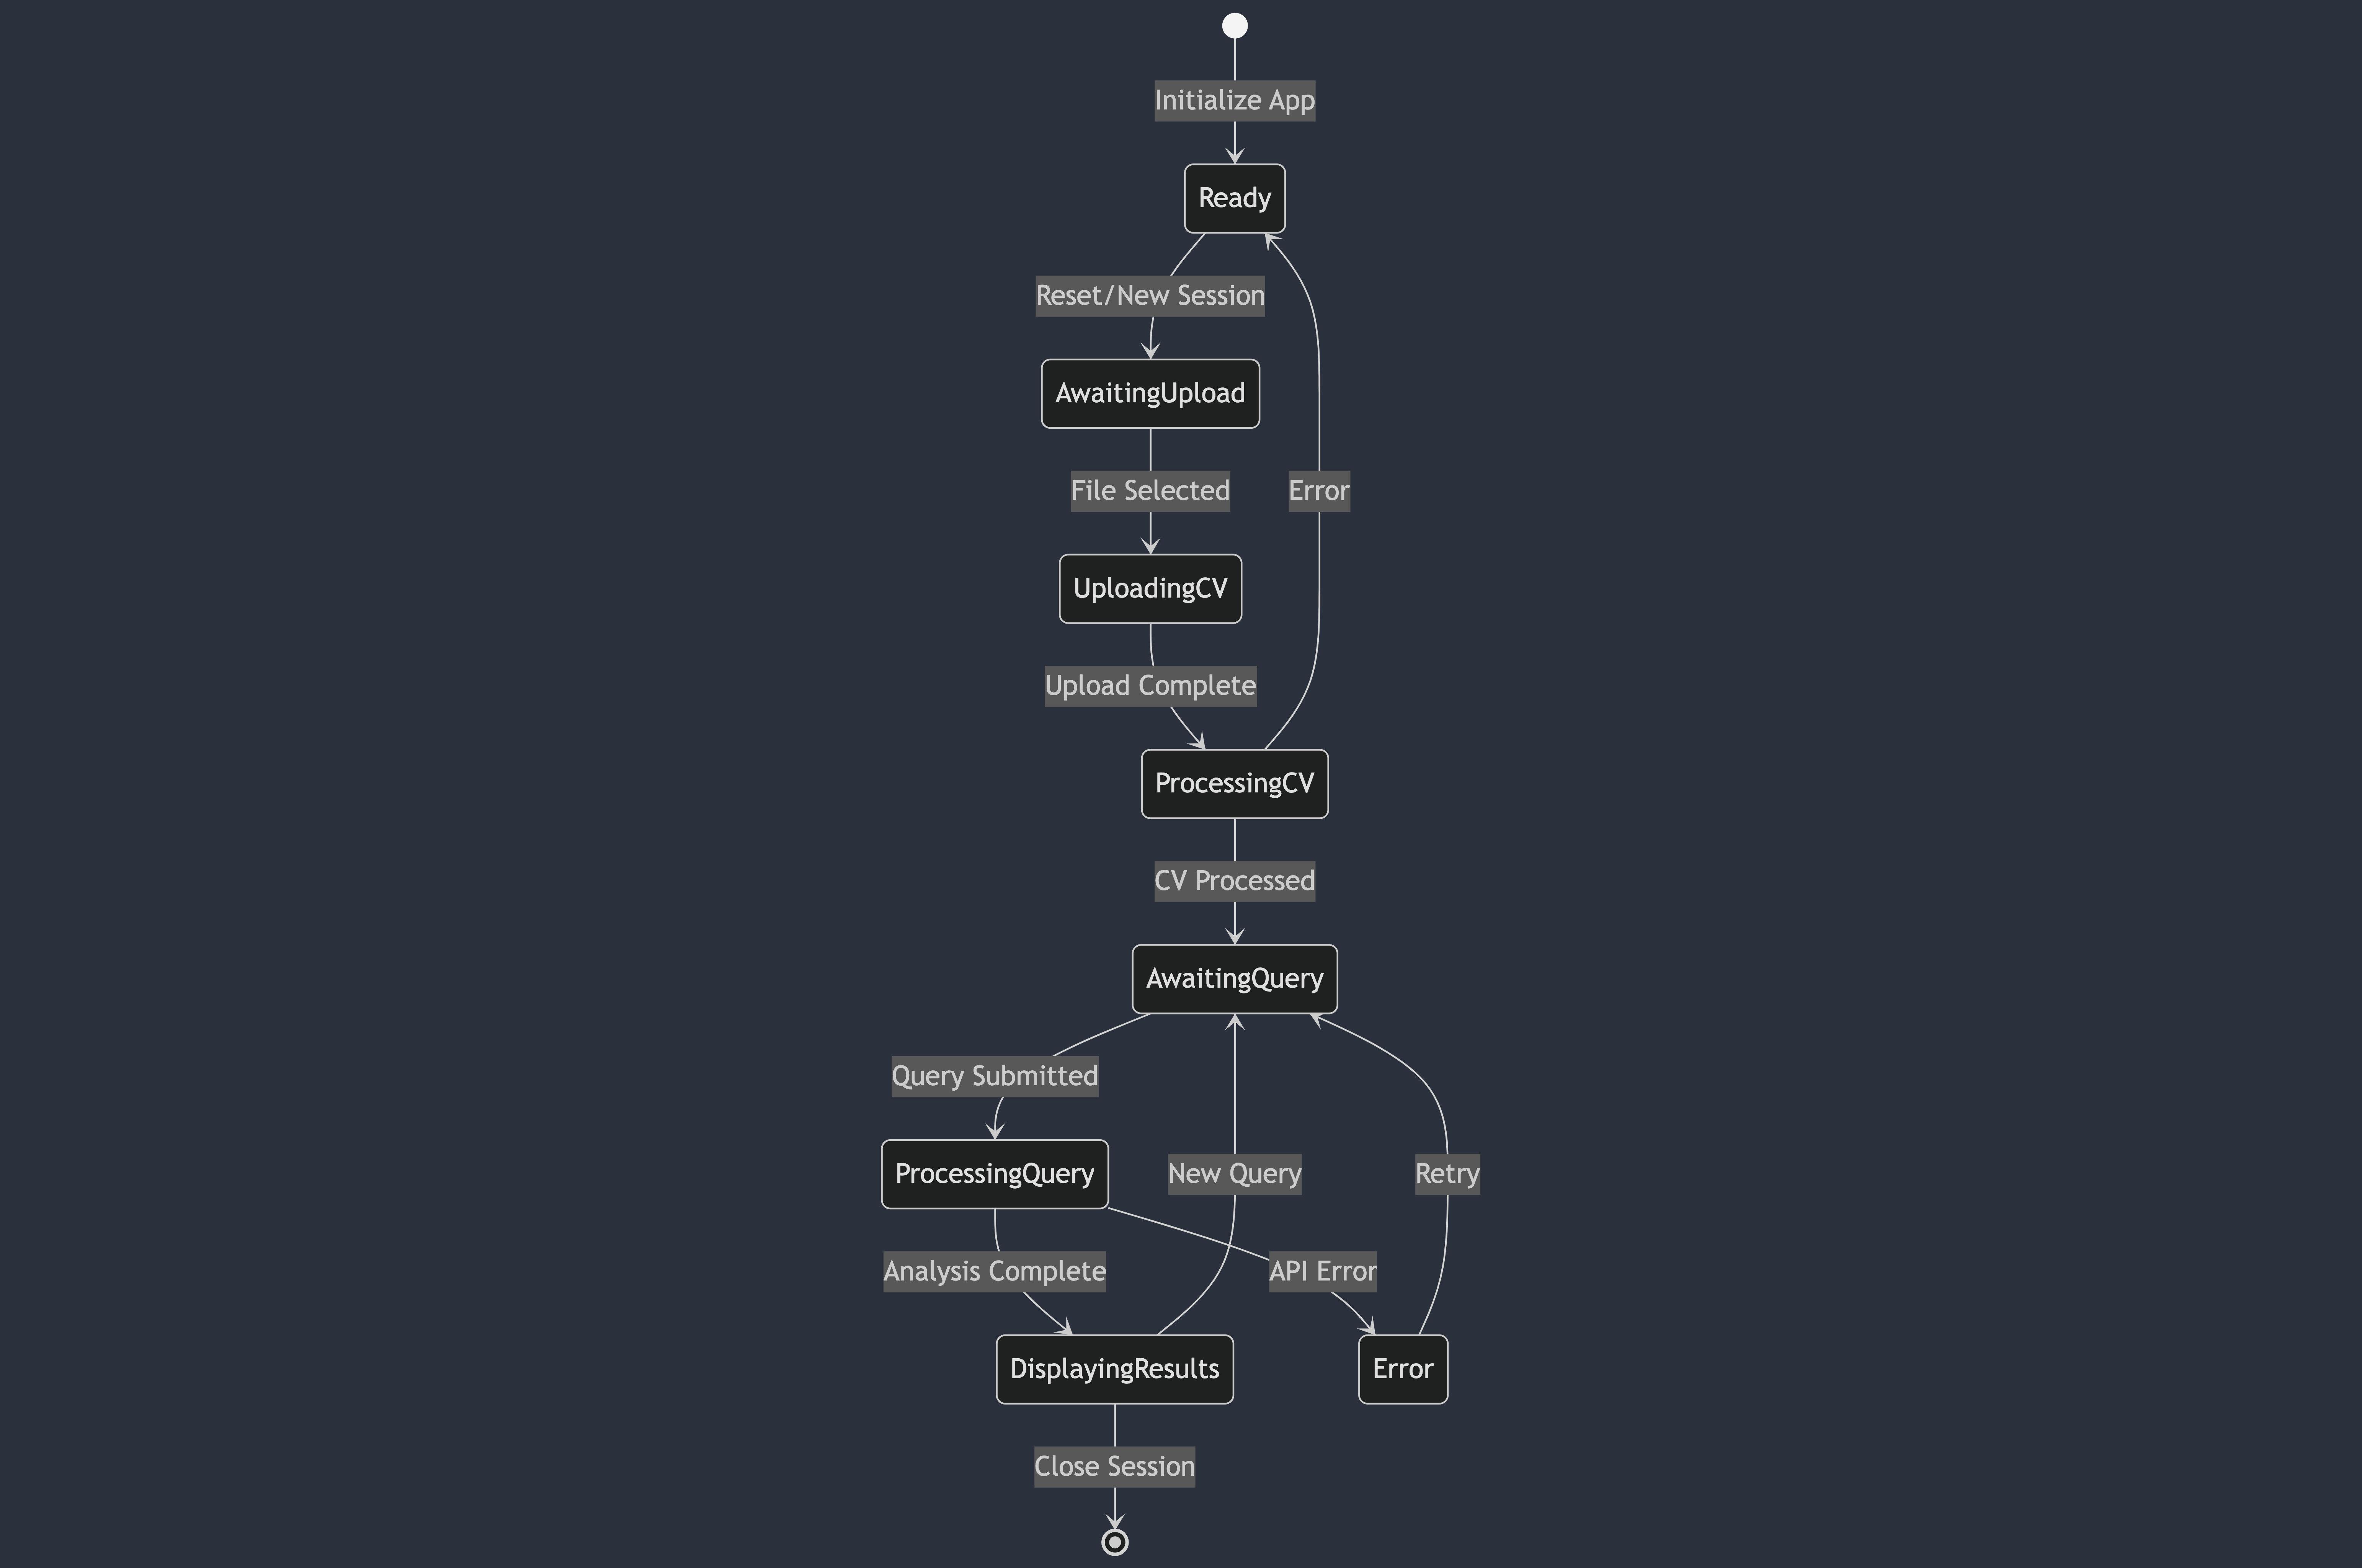 Initialize App
Ready
Reset/New Session
AwaitingUpload
File Selected
Error
UploadingCV
Upload Complete
ProcessingCV
CV Processed
AwaitingQuery
Query Submitted
ProcessingQuery
New Query
Retry
Analysis Complete
API Error
DisplayingResults
Error
Close Session